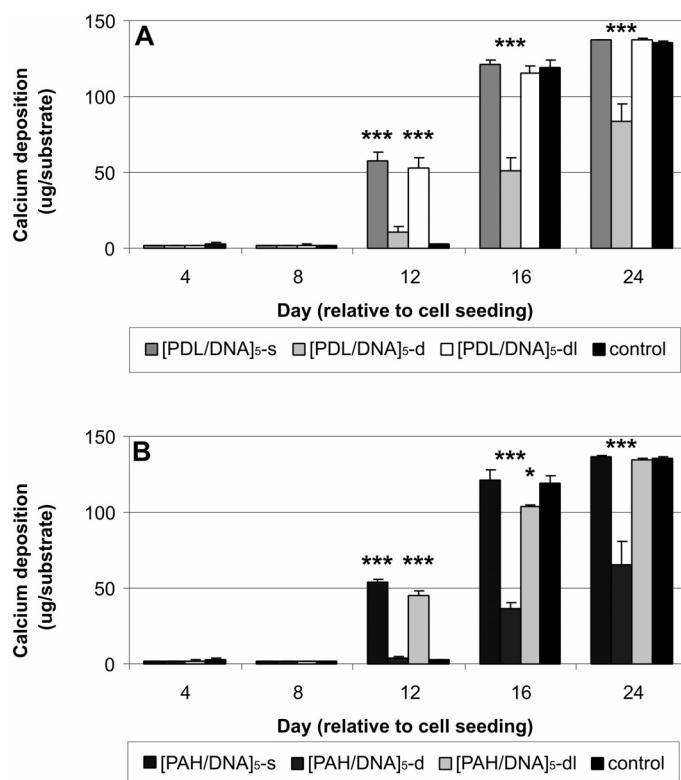 A
Calcium deposition
(ug/substrate)
150
100
50
0
*** ***
***
***
4 8 12 16 24
Day (relative to cell seeding)
[PDL/DNA]₅-s [PDL/DNA]₅-d [PDL/DNA]₅-dl control
B
Calcium deposition
(ug/substrate)
150
100
50
0
*** ***
***
*
***
4 8 12 16 24
Day (relative to cell seeding)
[PAH/DNA]₅-s [PAH/DNA]₅-d [PAH/DNA]₅-dl control